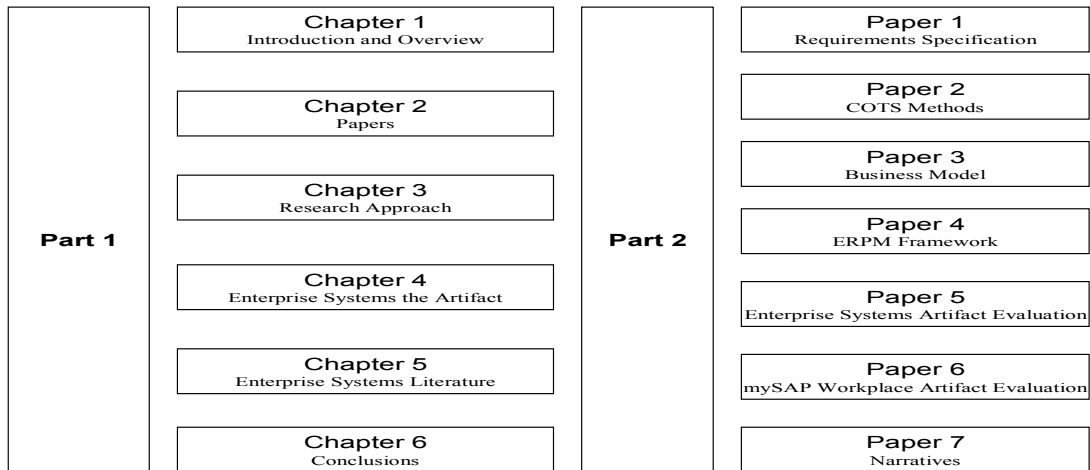 Part 1
Chapter 1
Introduction and Overview
Chapter 2
Papers
Chapter 3
Research Approach
Chapter 4
Enterprise Systems the Artifact
Chapter 5
Enterprise Systems Literature
Chapter 6
Conclusions
Part 2
Paper 1
Requirements Specification
Paper 2
COTS Methods
Paper 3
Business Model
Paper 4
ERPM Framework
Paper 5
Enterprise Systems Artifact Evaluation
Paper 6
mySAP Workplace Artifact Evaluation
Paper 7
Narratives